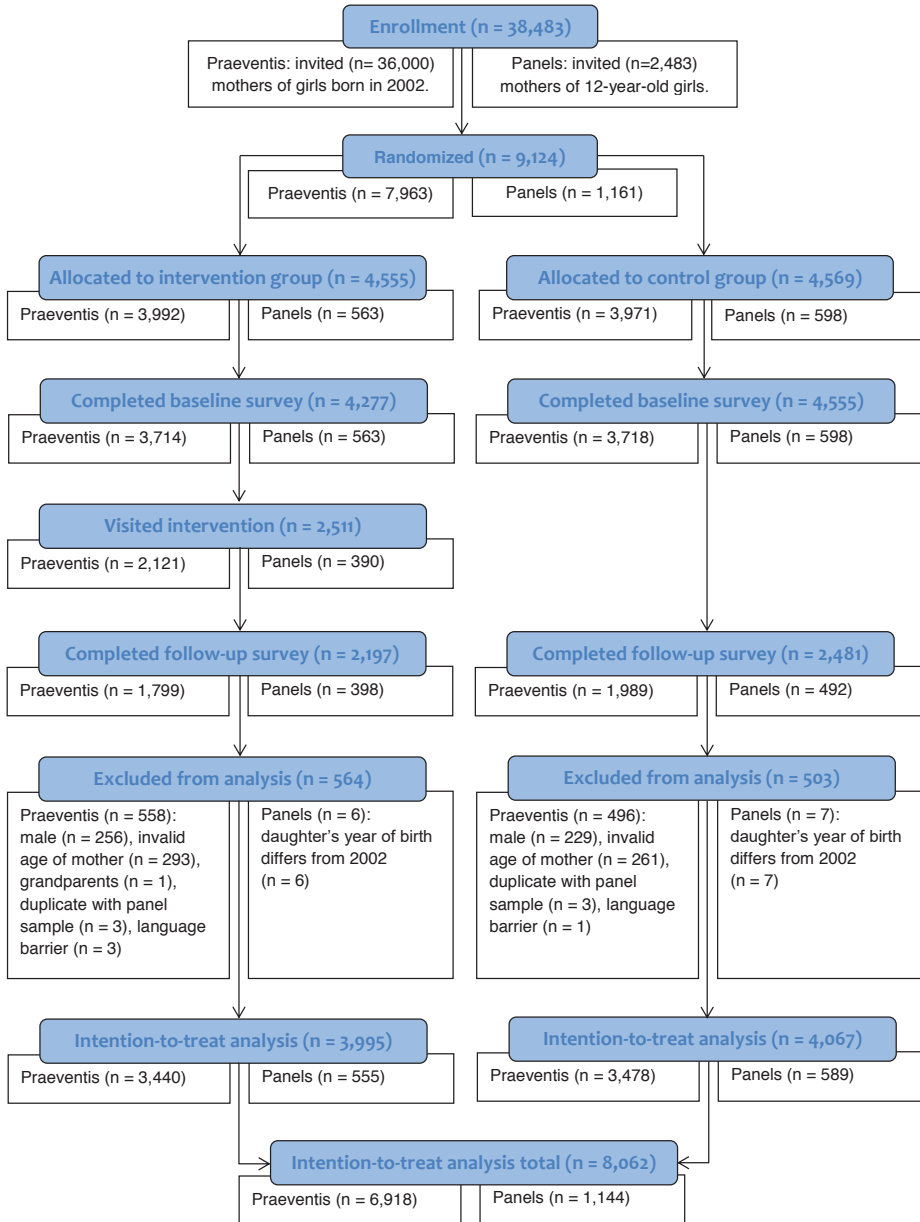 Enrollment (n = 38,483)
Praeventis: invited (n= 36,000)
mothers of girls born in 2002.
Panels: invited (n=2,483)
mothers of 12-year-old girls.
Randomized (n = 9,124)
Praeventis (n = 7,963)
Panels (n = 1,161)
Allocated to intervention group (n = 4,555)
Praeventis (n = 3,992)
Panels (n = 563)
Allocated to control group (n = 4,569)
Praeventis (n = 3,971)
Panels (n = 598)
Completed baseline survey (n = 4,277)
Praeventis (n = 3,714)
Panels (n = 563)
Completed baseline survey (n = 4,555)
Praeventis (n = 3,718)
Panels (n = 598)
Visited intervention (n = 2,511)
Praeventis (n = 2,121)
Panels (n = 390)
Completed follow-up survey (n = 2,197)
Praeventis (n = 1,799)
Panels (n = 398)
Completed follow-up survey (n = 2,481)
Praeventis (n = 1,989)
Panels (n = 492)
Excluded from analysis (n = 564)
Praeventis (n = 558):
male (n = 256), invalid
age of mother (n = 293),
grandparents (n = 1),
duplicate with panel
sample (n = 3), language
barrier (n = 3)
Panels (n = 6):
daughter’s year of birth
differs from 2002
(n = 6)
Excluded from analysis (n = 503)
Praeventis (n = 496):
male (n = 229), invalid
age of mother (n = 261),
duplicate with panel
sample (n = 3), language
barrier (n = 1)
Panels (n = 7):
daughter’s year of birth
differs from 2002
(n = 7)
Intention-to-treat analysis (n = 3,995)
Praeventis (n = 3,440)
Panels (n = 555)
Intention-to-treat analysis (n = 4,067)
Praeventis (n = 3,478)
Panels (n = 589)
Intention-to-treat analysis total (n = 8,062)
Praeventis (n = 6,918)
Panels (n = 1,144)